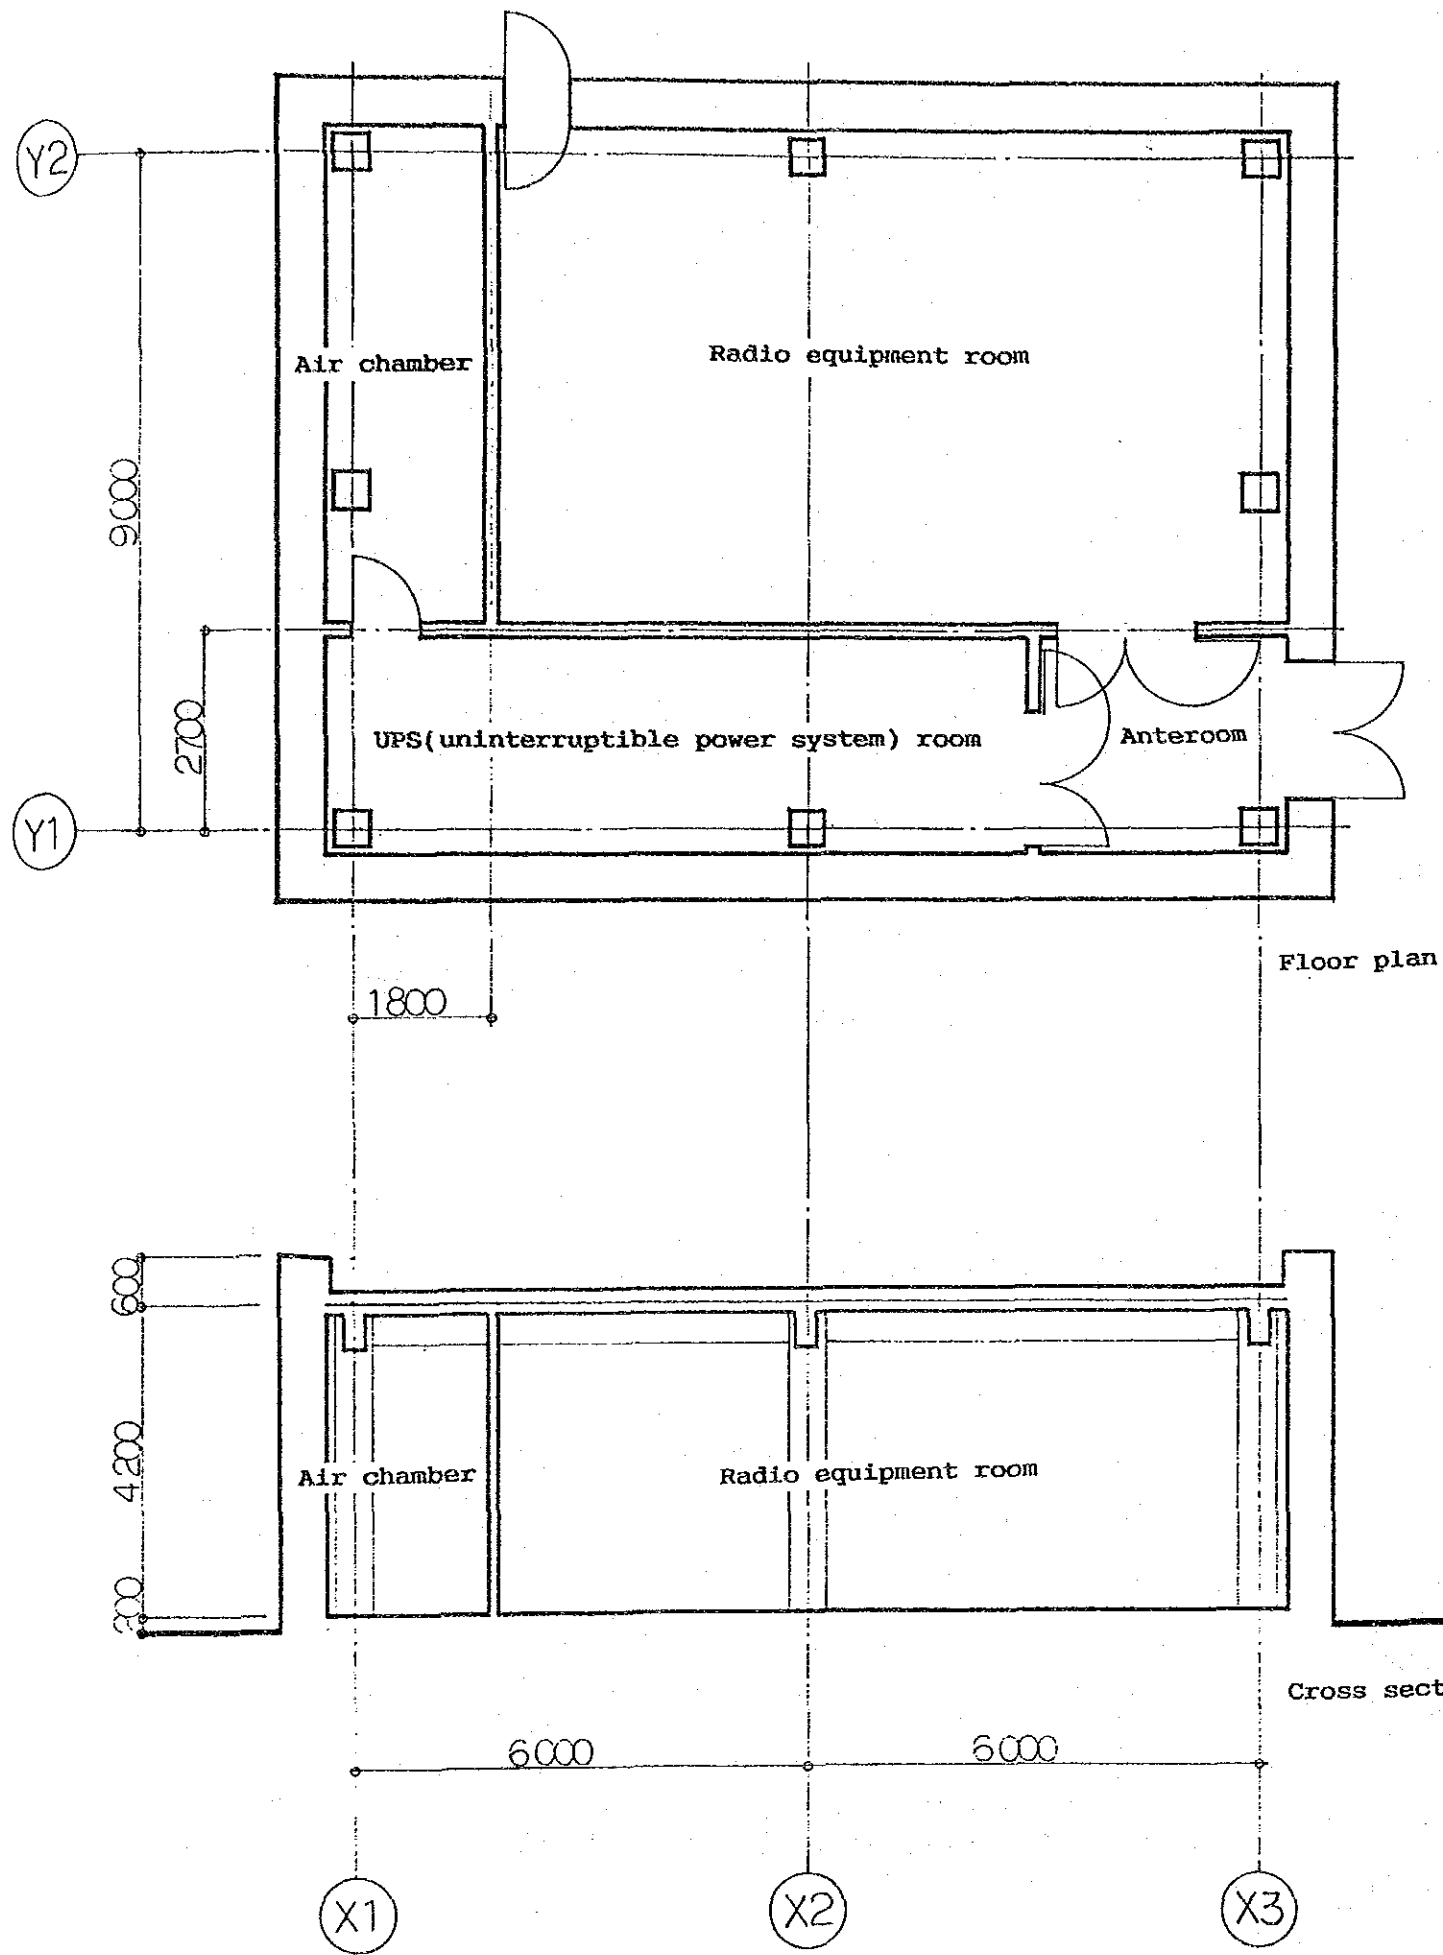 Y2
Air chamber
Radio equipment room
9000
2700
UPS(uninterruptible power system) room
Anteroom
Y1
Floor plan
1800
600
4200
Air chamber
Radio equipment room
Cross sect
6000
6000
X1
X2
X3